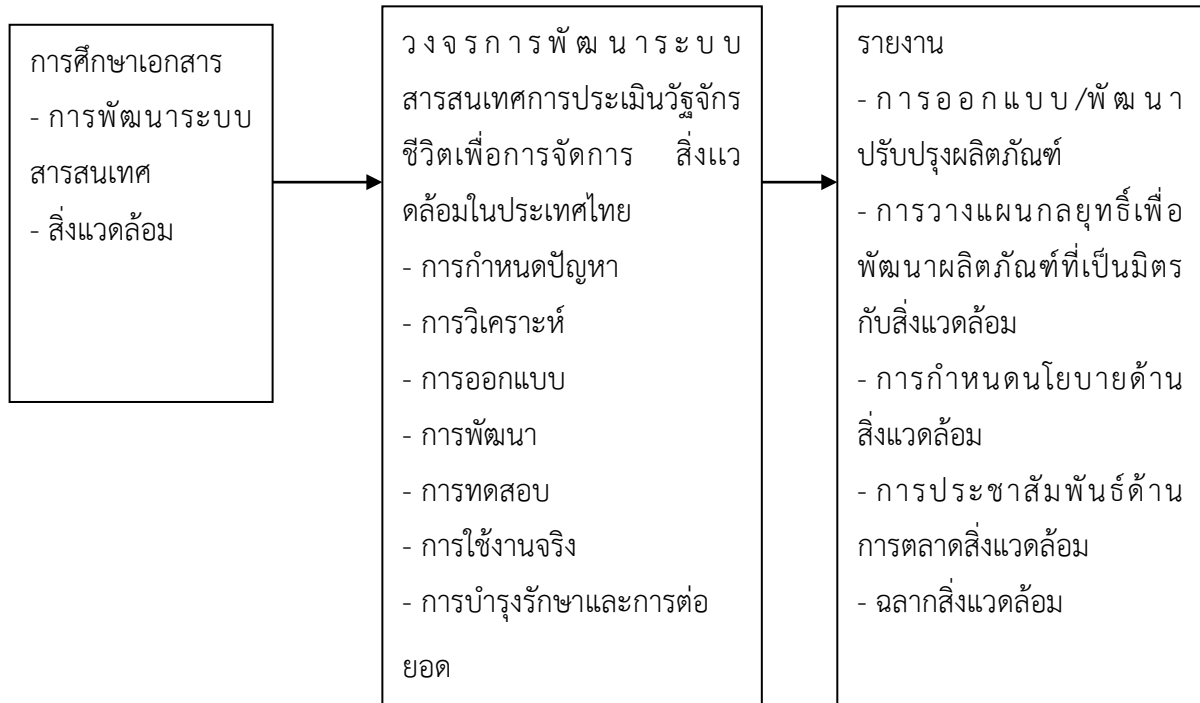 การศึกษาเอกสาร
- การพัฒนาระบบ
สารสนเทศ
- สิ่งแวดล้อม
วงจรการพัฒนาระบบ
สารสนเทศการประเมินวัฐจักร
ชีวิตเพื่อการจัดการ สิ่งแว
ดล้อมในประเทศไทย
- การกำหนดปัญหา
- การวิเคราะห์
- การออกแบบ
- การพัฒนา
- การทดสอบ
- การใช้งานจริง
- การบำรุงรักษาและการต่อ
ยอด
รายงาน
- การออกแบบ/พัฒนา
ปรับปรุงผลิตภัณฑ์
- การวางแผนกลยุทธิ์เพื่อ
พัฒนาผลิตภัณฑ์ที่เป็นมิตร
กับสิ่งแวดล้อม
- การกำหนดนโยบายด้าน
สิ่งแวดล้อม
- การประชาสัมพันธ์ด้าน
การตลาดสิ่งแวดล้อม
- ฉลากสิ่งแวดล้อม